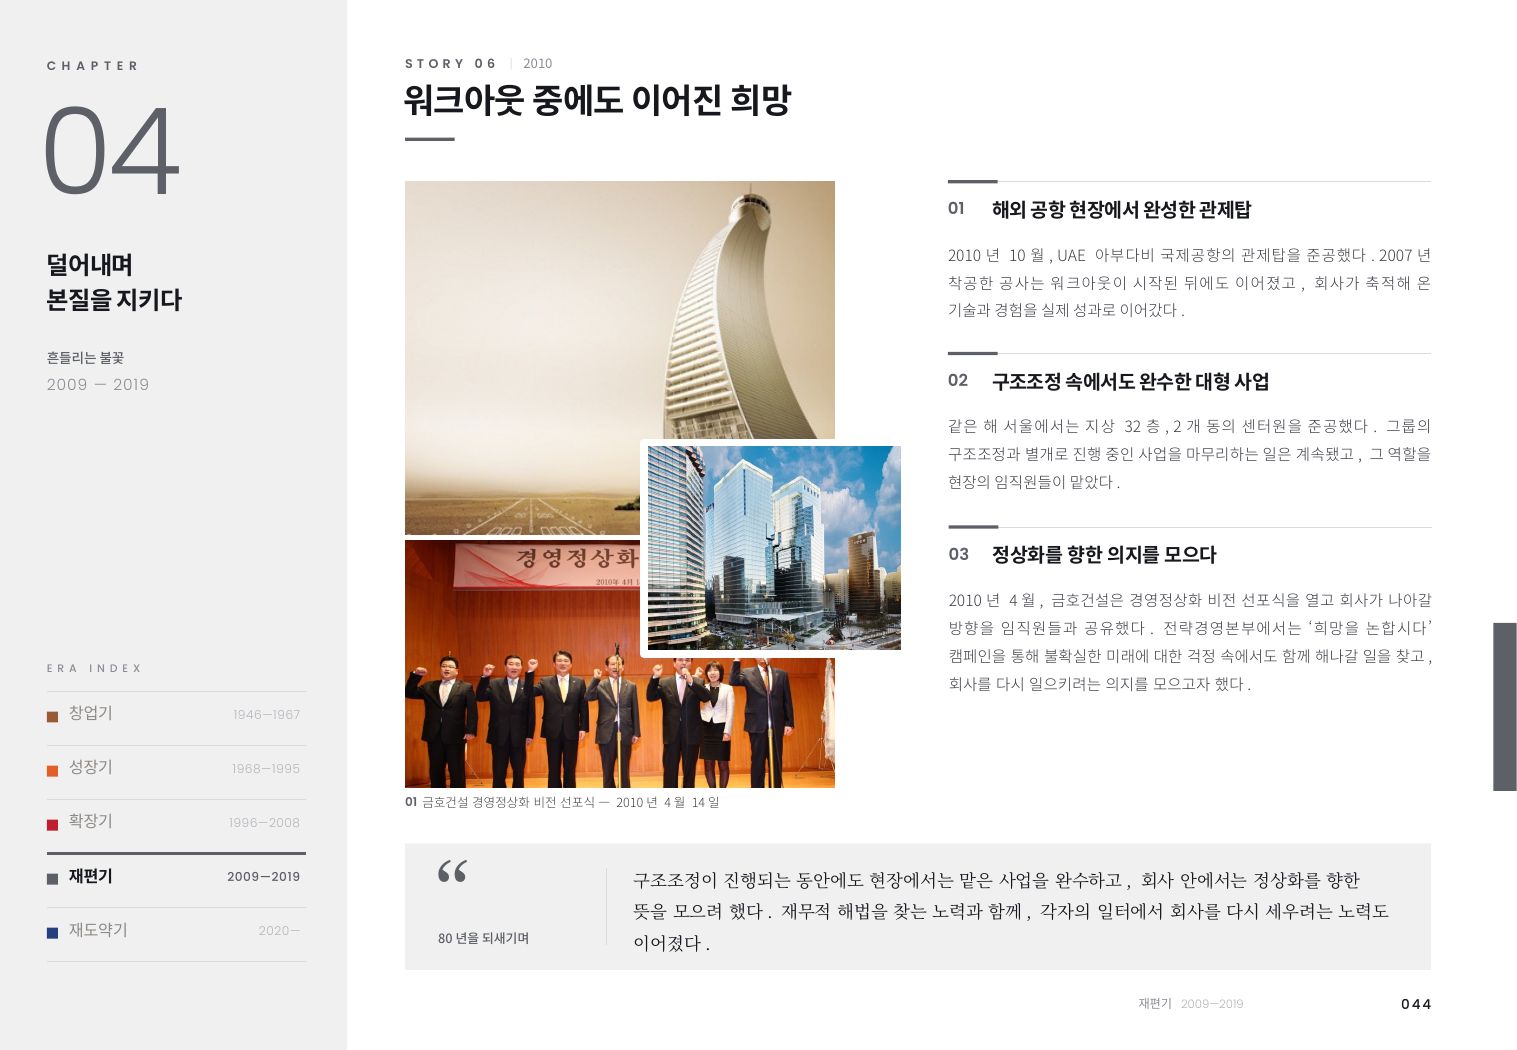 CHAPTER
04
덜어내며
본질을 지키다
흔들리는 불꽃
2009 — 2019
ERA INDEX
창업기 1946—1967
성장기 1968—1995
확장기 1996—2008
재편기 2009—2019
재도약기 2020—
STORY 06 | 2010
워크아웃 중에도 이어진 희망
경영정상화
2010년 4월 1
01 금호건설 경영정상화 비전 선포식 — 2010 년 4 월 14 일
01 해외 공항 현장에서 완성한 관제탑
2010 년 10 월 , UAE 아부다비 국제공항의 관제탑을 준공했다 . 2007 년
착공한 공사는 워크아웃이 시작된 뒤에도 이어졌고 , 회사가 축적해 온
기술과 경험을 실제 성과로 이어갔다 .
02 구조조정 속에서도 완수한 대형 사업
같은 해 서울에서는 지상 32 층 , 2 개 동의 센터원을 준공했다 . 그룹의
구조조정과 별개로 진행 중인 사업을 마무리하는 일은 계속됐고 , 그 역할을
현장의 임직원들이 맡았다 .
03 정상화를 향한 의지를 모으다
2010 년 4 월 , 금호건설은 경영정상화 비전 선포식을 열고 회사가 나아갈
방향을 임직원들과 공유했다 . 전략경영본부에서는 ‘희망을 논합시다’
캠페인을 통해 불확실한 미래에 대한 걱정 속에서도 함께 해나갈 일을 찾고 ,
회사를 다시 일으키려는 의지를 모으고자 했다 .
“
80 년을 되새기며
구조조정이 진행되는 동안에도 현장에서는 맡은 사업을 완수하고 , 회사 안에서는 정상화를 향한
뜻을 모으려 했다 . 재무적 해법을 찾는 노력과 함께 , 각자의 일터에서 회사를 다시 세우려는 노력도
이어졌다 .
재편기 2009—2019
044